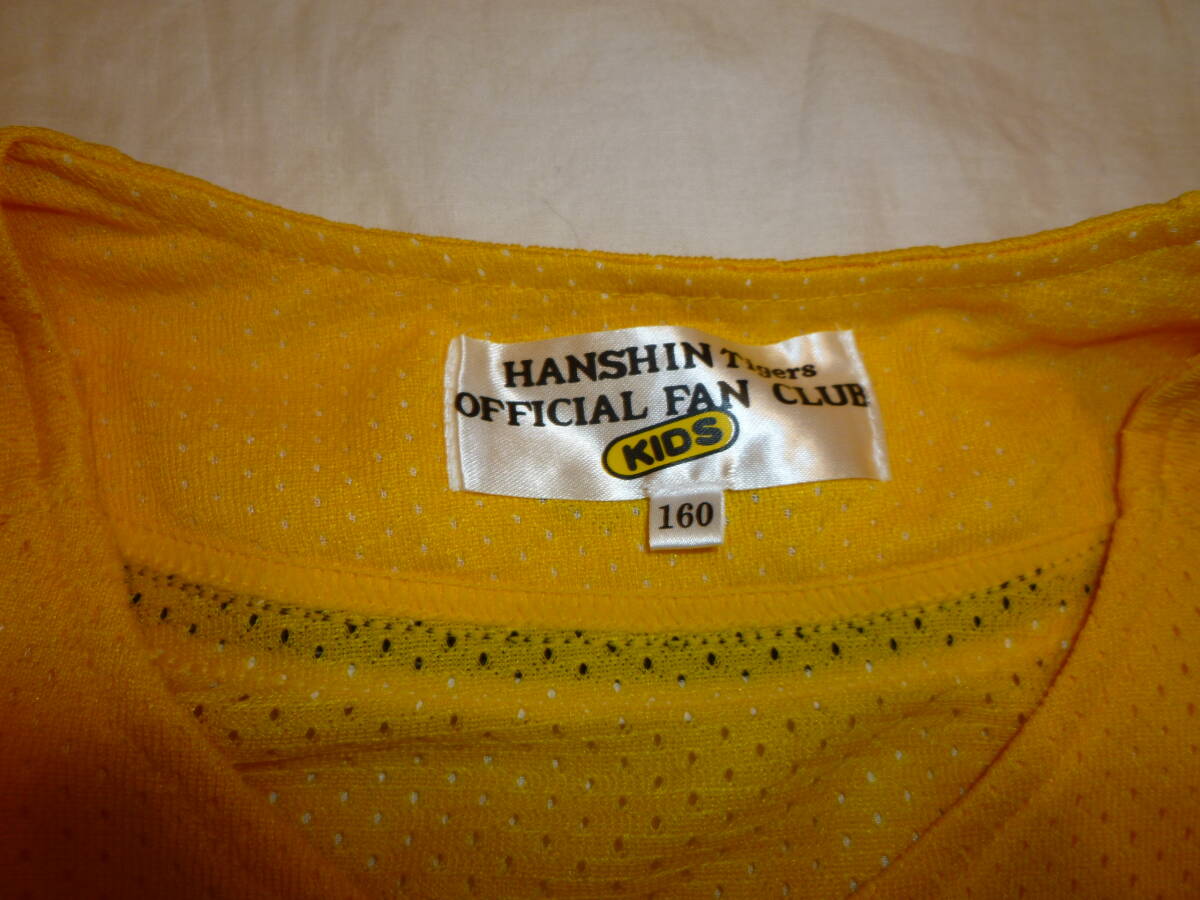 HANSHIN Tigers
OFFICIAL FAN CLUB
KIDS
160